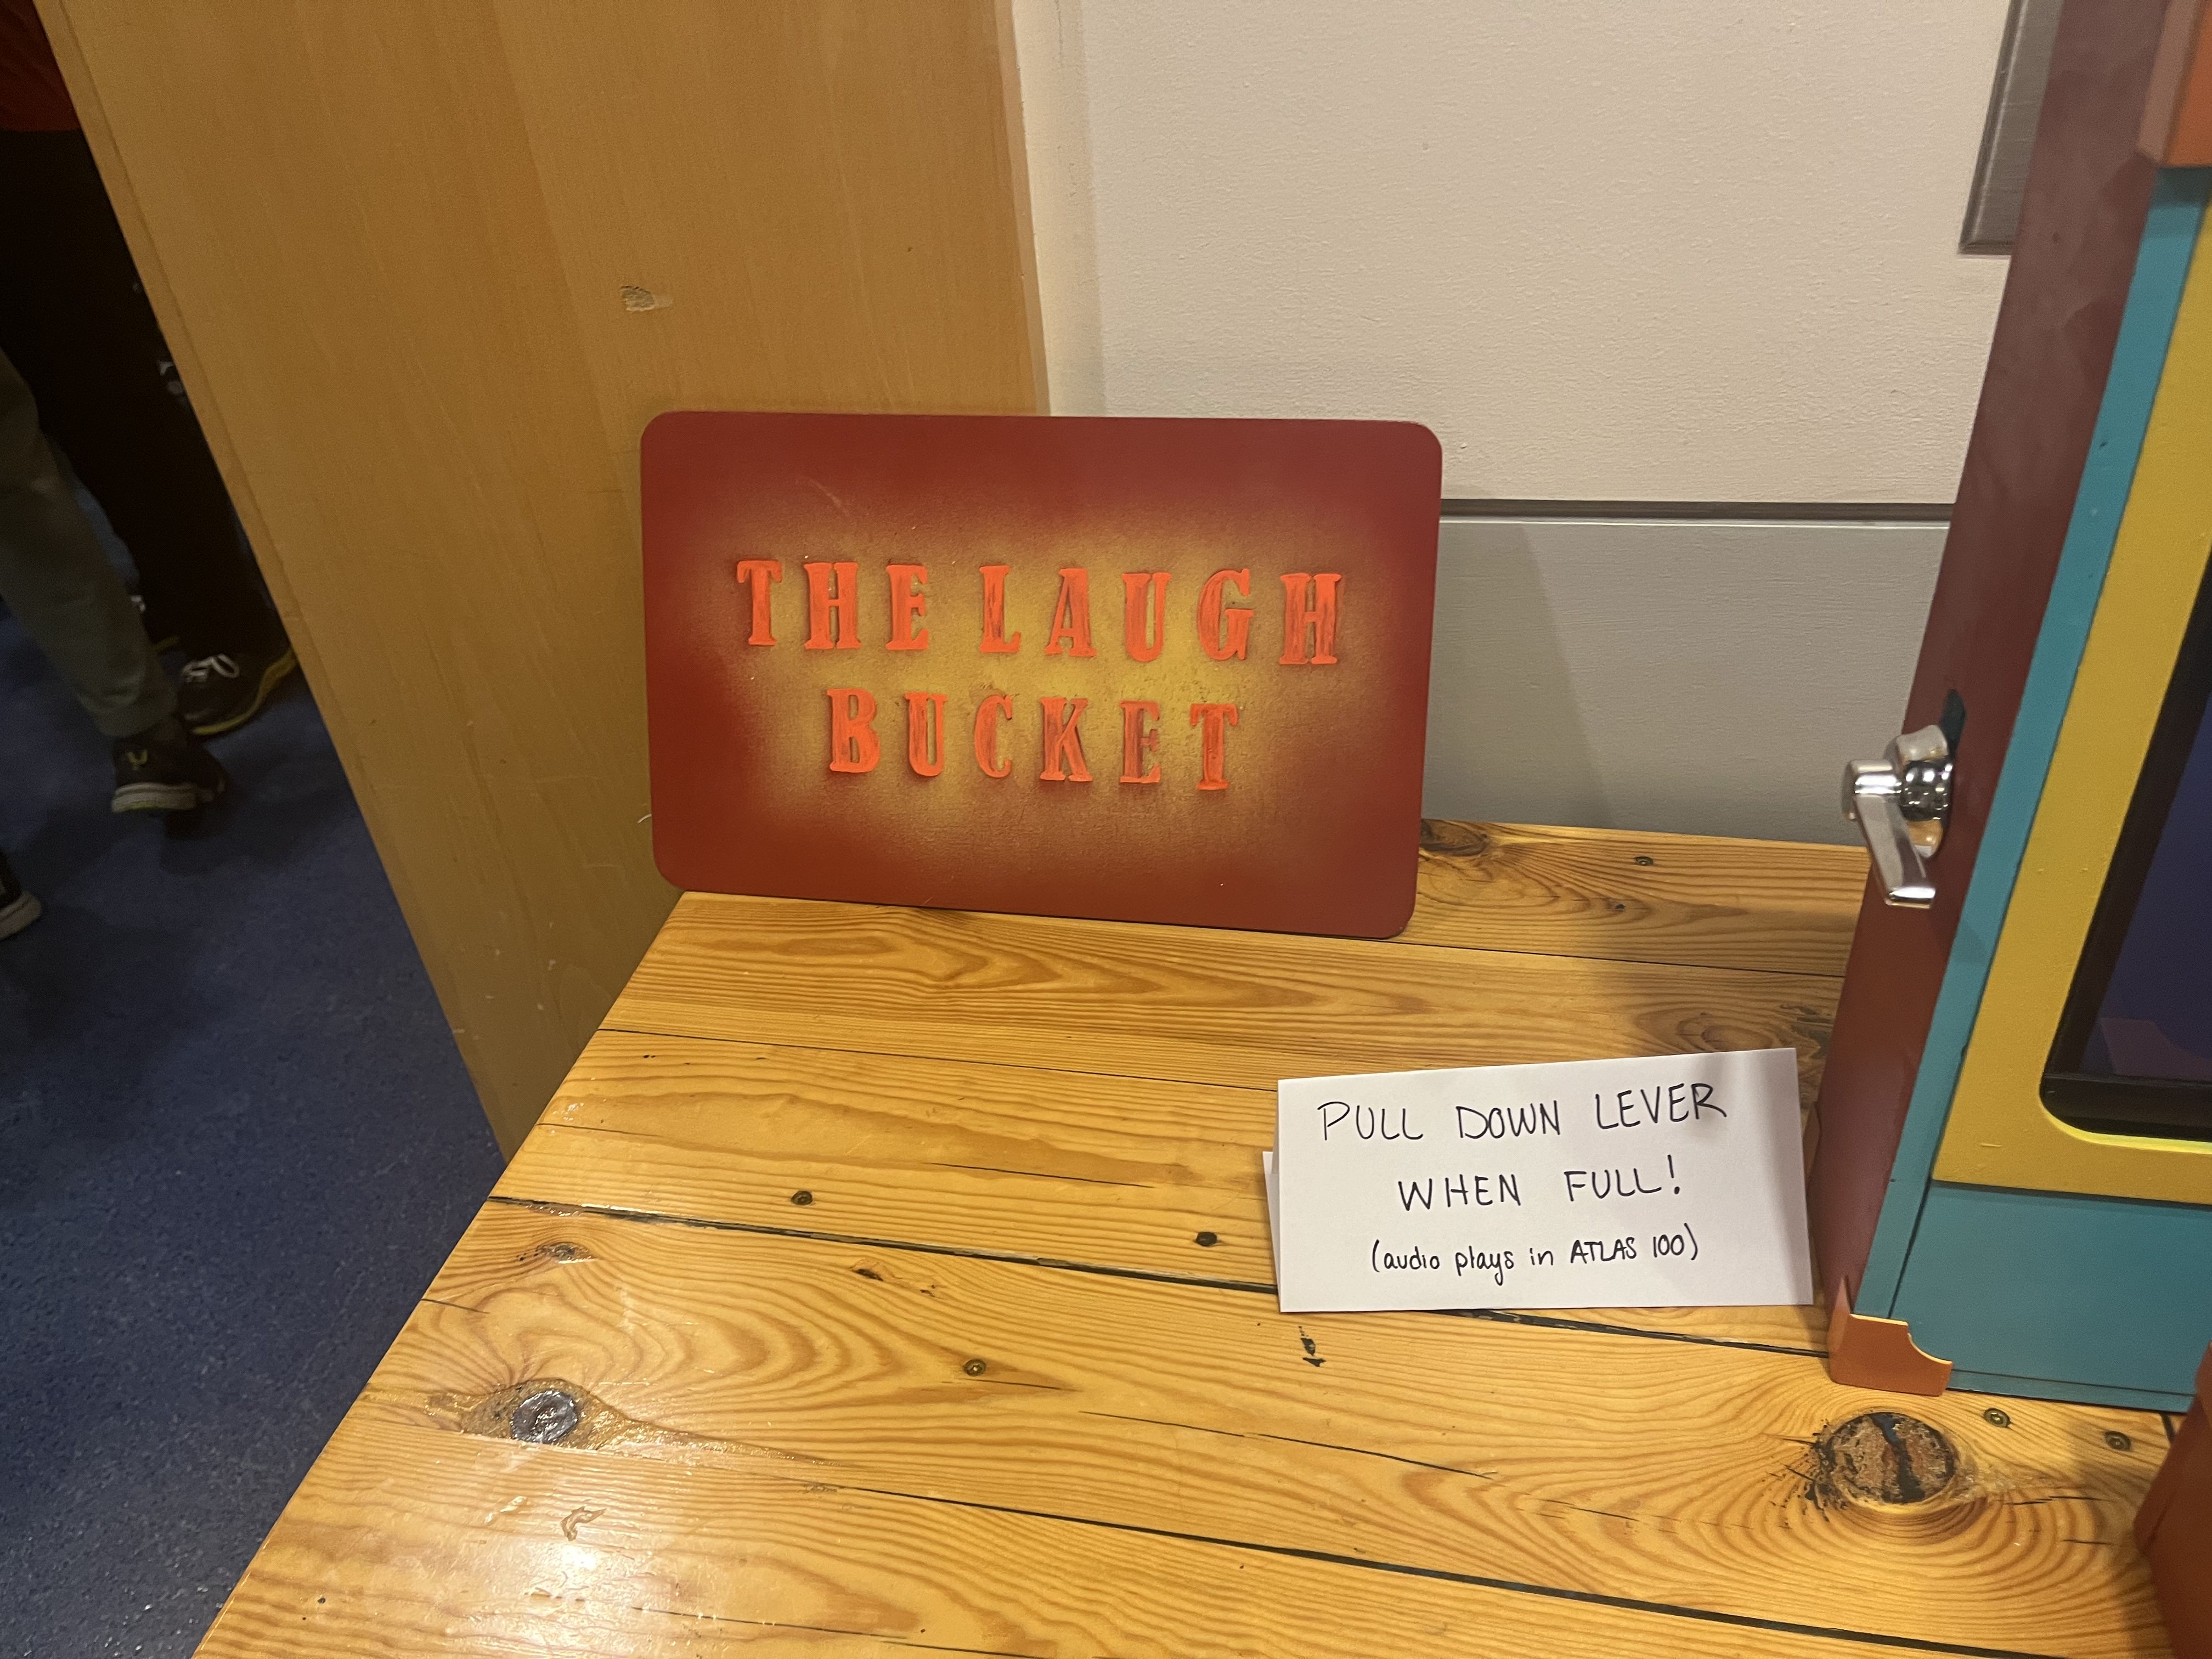 THE LAUGH
BUCKET
PULL DOWN LEVER
WHEN FULL!
(audio plays in ATLAS 100)